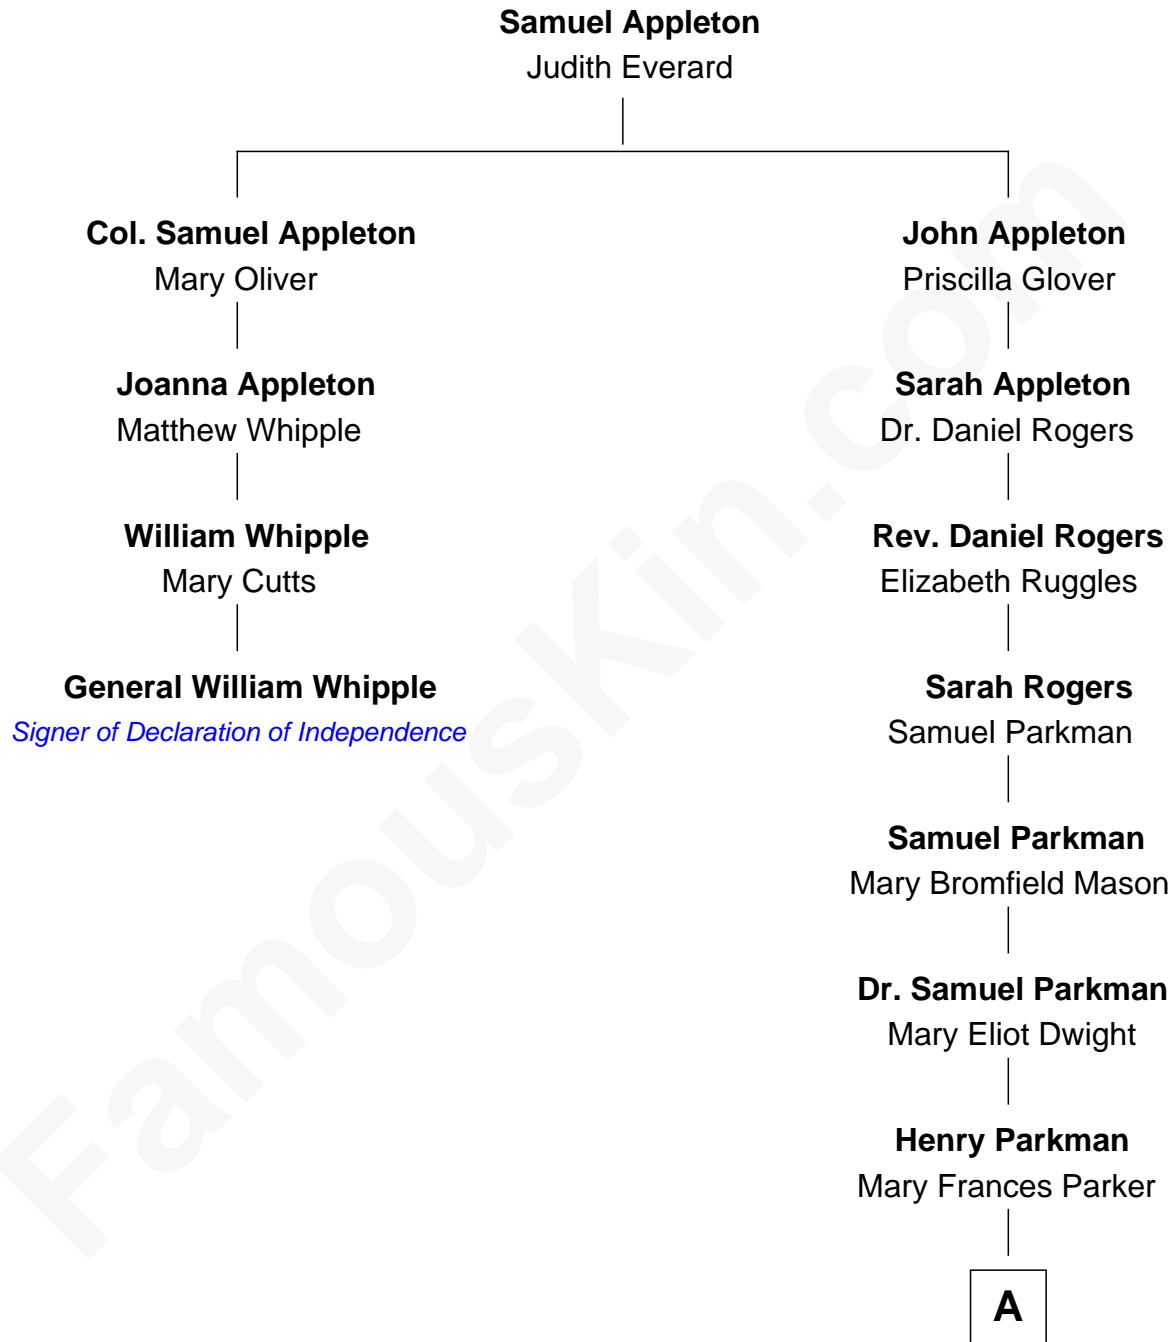 Samuel Appleton
Judith Everard
Col. Samuel Appleton
Mary Oliver
Joanna Appleton
Matthew Whipple
William Whipple
Mary Cutts
General William Whipple
Signer of Declaration of Independence
John Appleton
Priscilla Glover
Sarah Appleton
Dr. Daniel Rogers
Rev. Daniel Rogers
Elizabeth Ruggles
Sarah Rogers
Samuel Parkman
Samuel Parkman
Mary Bromfield Mason
Dr. Samuel Parkman
Mary Eliot Dwight
Henry Parkman
Mary Frances Parker
A
FamousKin.com